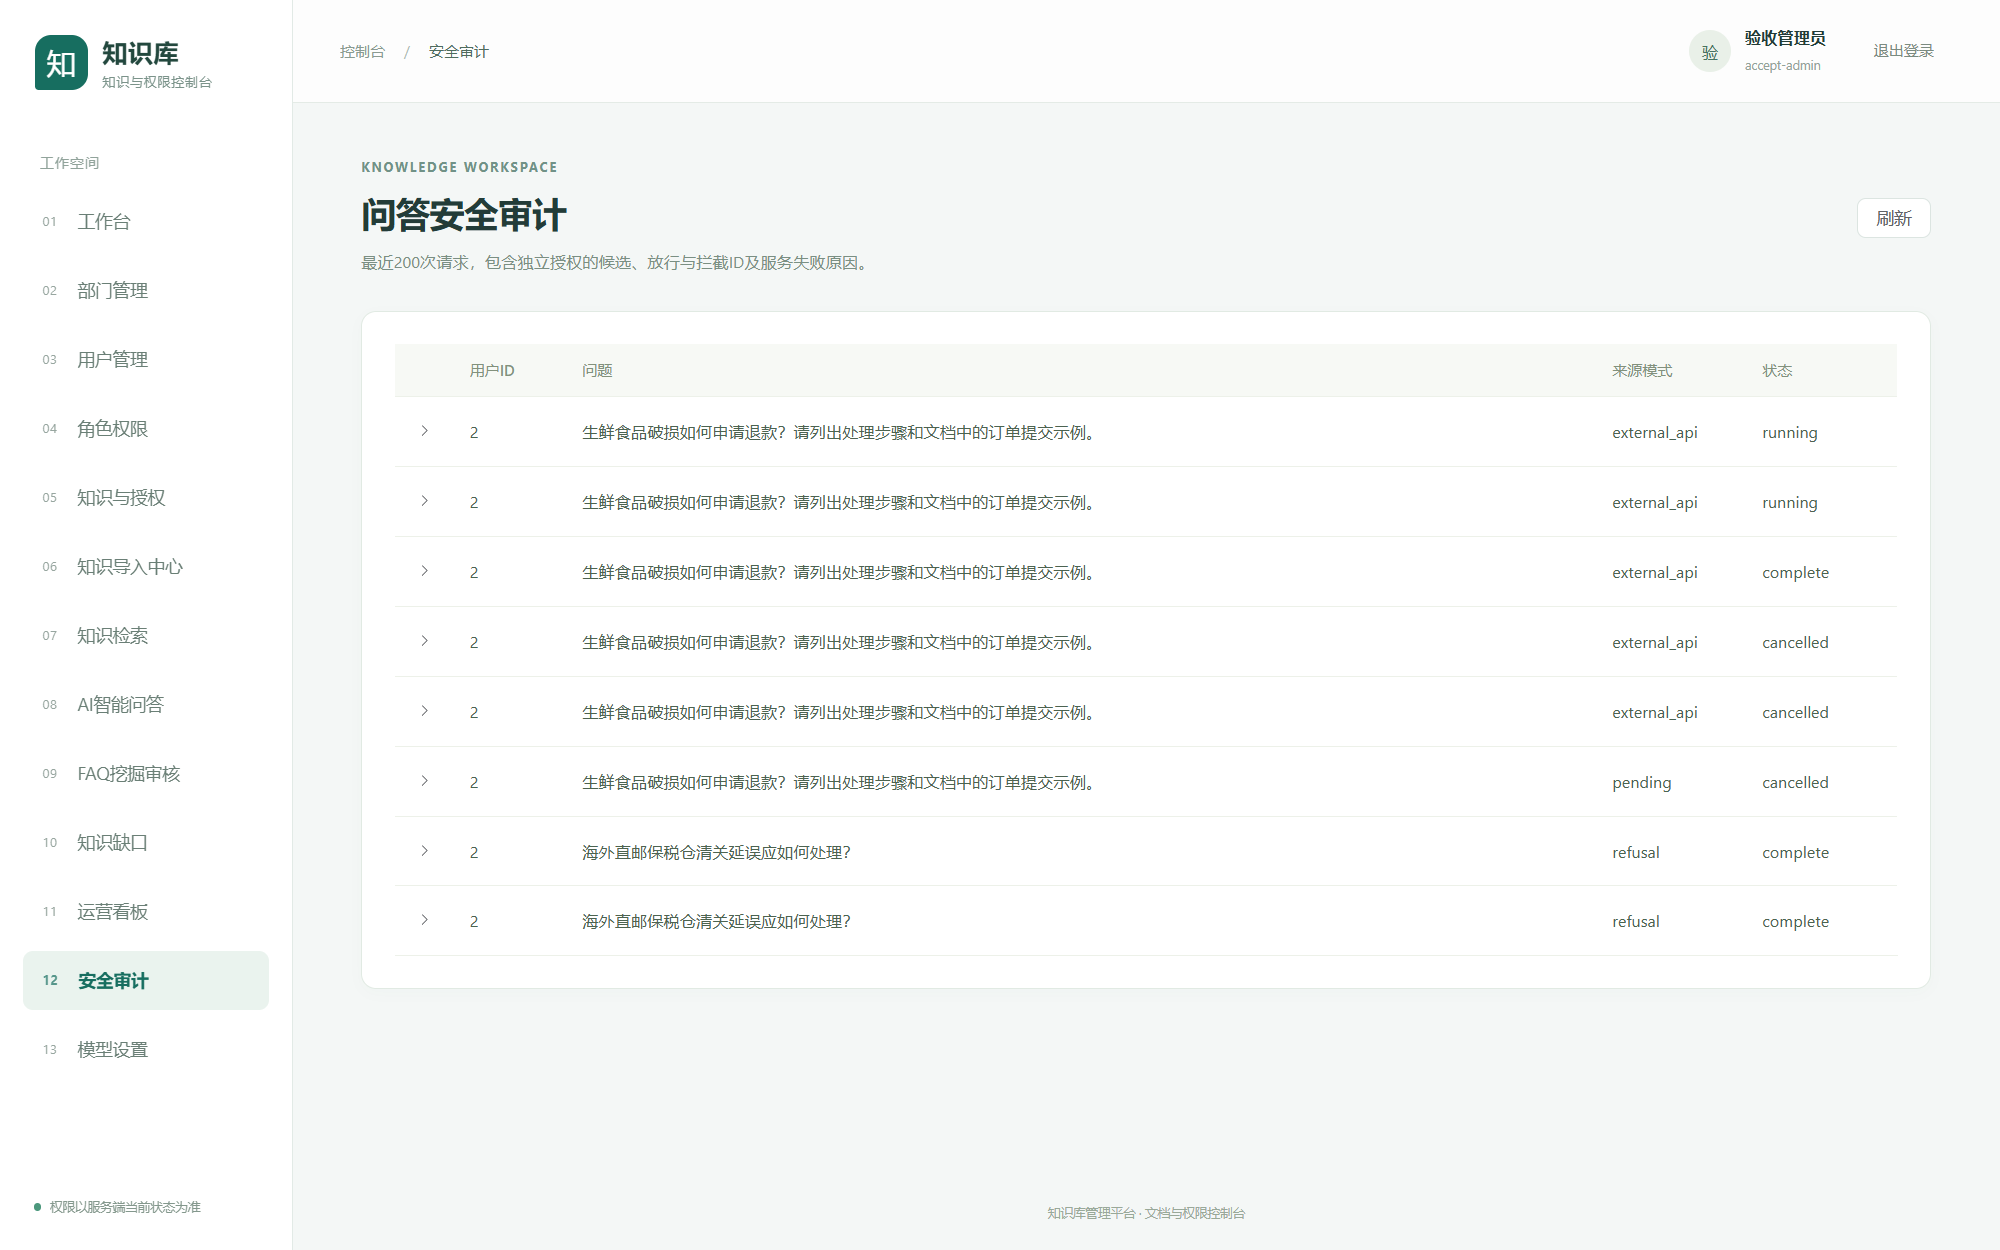 知
知识库
知识与权限控制台
工作空间
01 工作台
02 部门管理
03 用户管理
04 角色权限
05 知识与授权
06 知识导入中心
07 知识检索
08 AI智能问答
09 FAQ挖掘审核
10 知识缺口
11 运营看板
12 安全审计
13 模型设置
权限以服务端当前状态为准
控制台 / 安全审计
验
验收管理员
accept-admin
退出登录
KNOWLEDGE WORKSPACE
问答安全审计
最近200次请求，包含独立授权的候选、放行与拦截ID及服务失败原因。
刷新
用户ID 问题 来源模式 状态
2 生鲜食品破损如何申请退款？请列出处理步骤和文档中的订单提交示例。 external_api running
2 生鲜食品破损如何申请退款？请列出处理步骤和文档中的订单提交示例。 external_api running
2 生鲜食品破损如何申请退款？请列出处理步骤和文档中的订单提交示例。 external_api complete
2 生鲜食品破损如何申请退款？请列出处理步骤和文档中的订单提交示例。 external_api cancelled
2 生鲜食品破损如何申请退款？请列出处理步骤和文档中的订单提交示例。 external_api cancelled
2 生鲜食品破损如何申请退款？请列出处理步骤和文档中的订单提交示例。 pending cancelled
2 海外直邮保税仓清关延误应如何处理？ refusal complete
2 海外直邮保税仓清关延误应如何处理？ refusal complete
知识库管理平台 · 文档与权限控制台